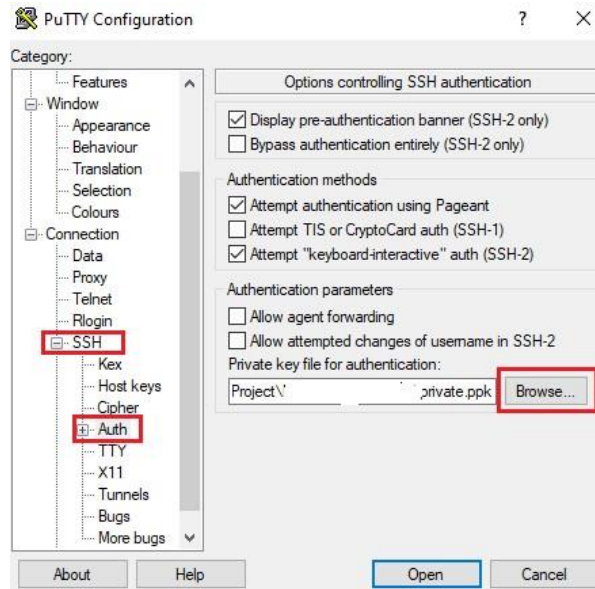 PuTTY Configuration
Category:
Features
Window
Appearance
Behaviour
Translation
Selection
Colours
Connection
Data
Proxy
Telnet
Rlogin
SSH
Kex
Host keys
Cipher
Auth
TTY
X11
Tunnels
Bugs
More bugs
Options controlling SSH authentication
Display pre-authentication banner (SSH-2 only)
Bypass authentication entirely (SSH-2 only)
Authentication methods
Attempt authentication using Pageant
Attempt TIS or CryptoCard auth (SSH-1)
Attempt "keyboard-interactive" auth (SSH-2)
Authentication parameters
Allow agent forwarding
Allow attempted changes of username in SSH-2
Private key file for authentication:
Project\ private.ppk
Browse...
About
Help
Open
Cancel